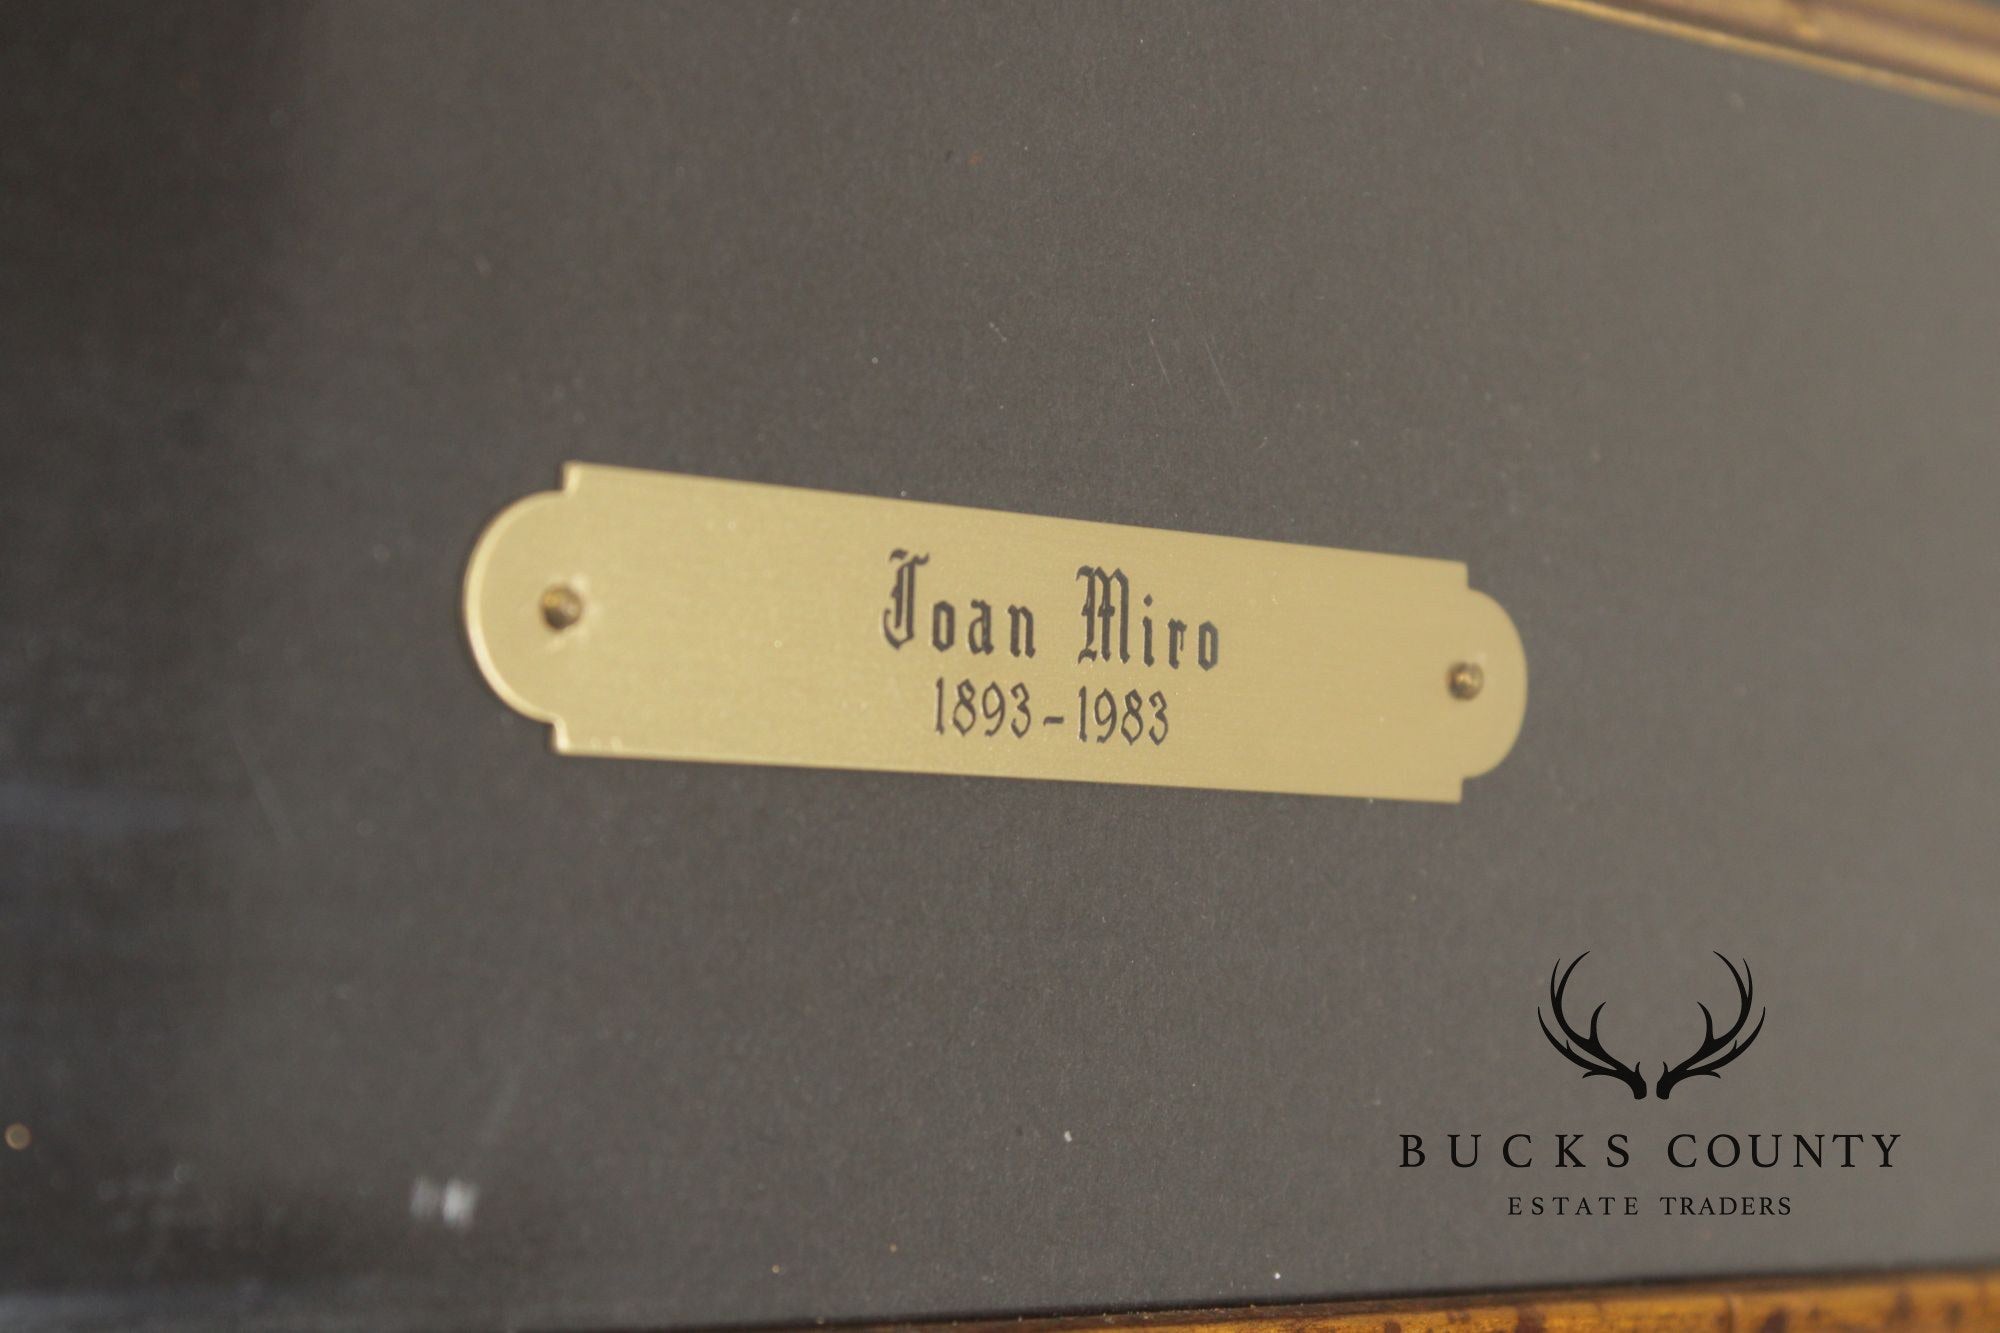 Joan Miro
1893-1983
BUCKS COUNTY
ESTATE TRADERS